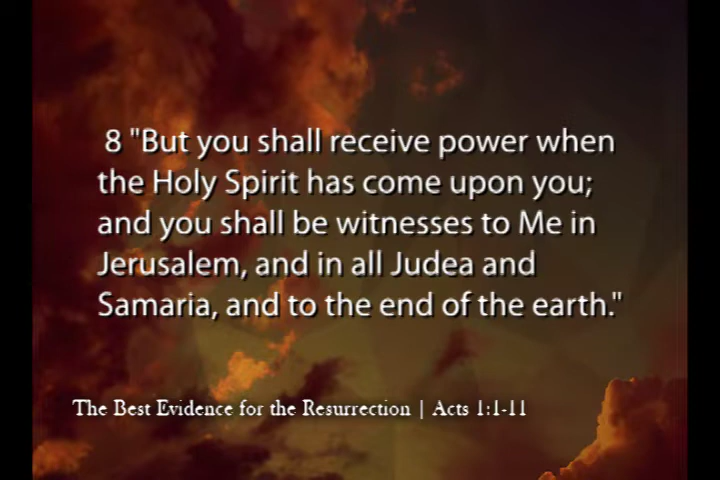 8 "But you shall receive power when
the Holy Spirit has come upon you;
and you shall be witnesses to Me in
Jerusalem, and in all Judea and
Samaria, and to the end of the earth."
The Best Evidence for the Resurrection | Acts 1:1-11